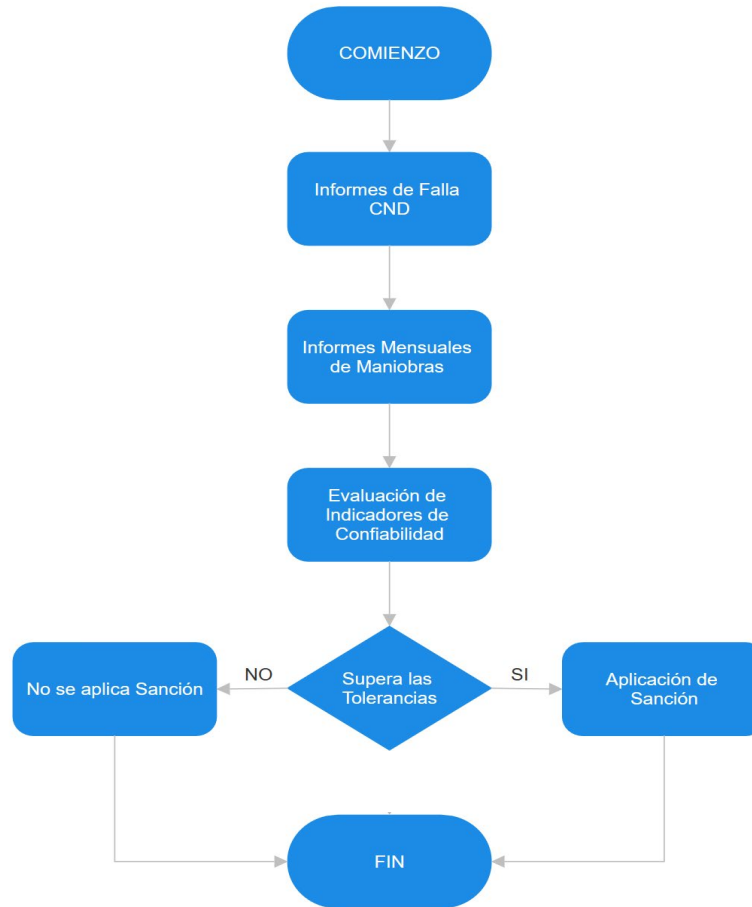 COMIENZO
Informes de Falla
CND
Informes Mensuales
de Maniobras
Evaluación de
Indicadores de
Confiabilidad
No se aplica Sanción
NO
Supera las
Tolerancias
SI
Aplicación de
Sanción
FIN